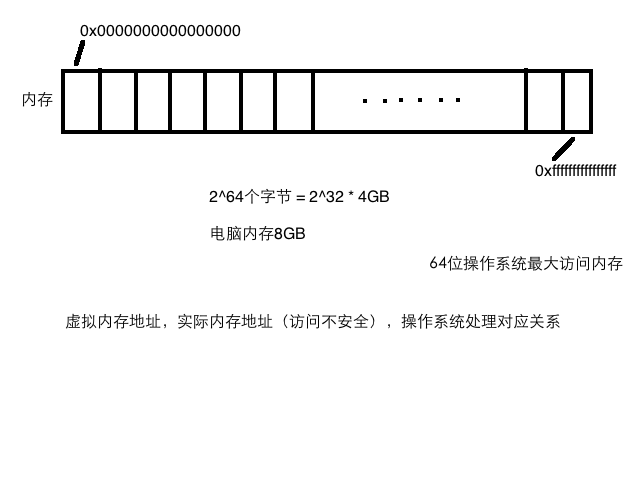 0x0000000000000000
内存
0xffffffffffffffff
2^64个字节 = 2^32 * 4GB
电脑内存8GB
64位操作系统最大访问内存
虚拟内存地址，实际内存地址（访问不安全），操作系统处理对应关系